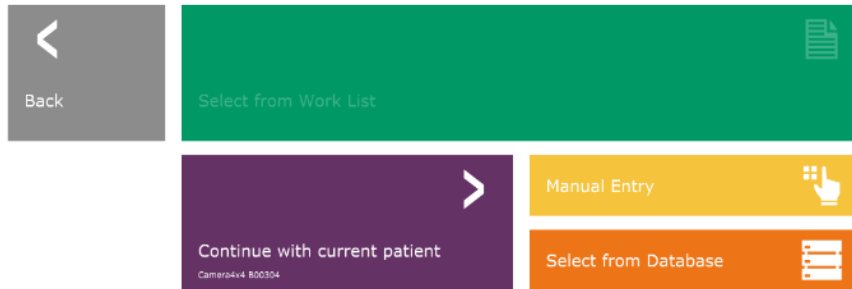 Back
Select from Work List
Continue with current patient
Camera4x4 B00304
Manual Entry
Select from Database